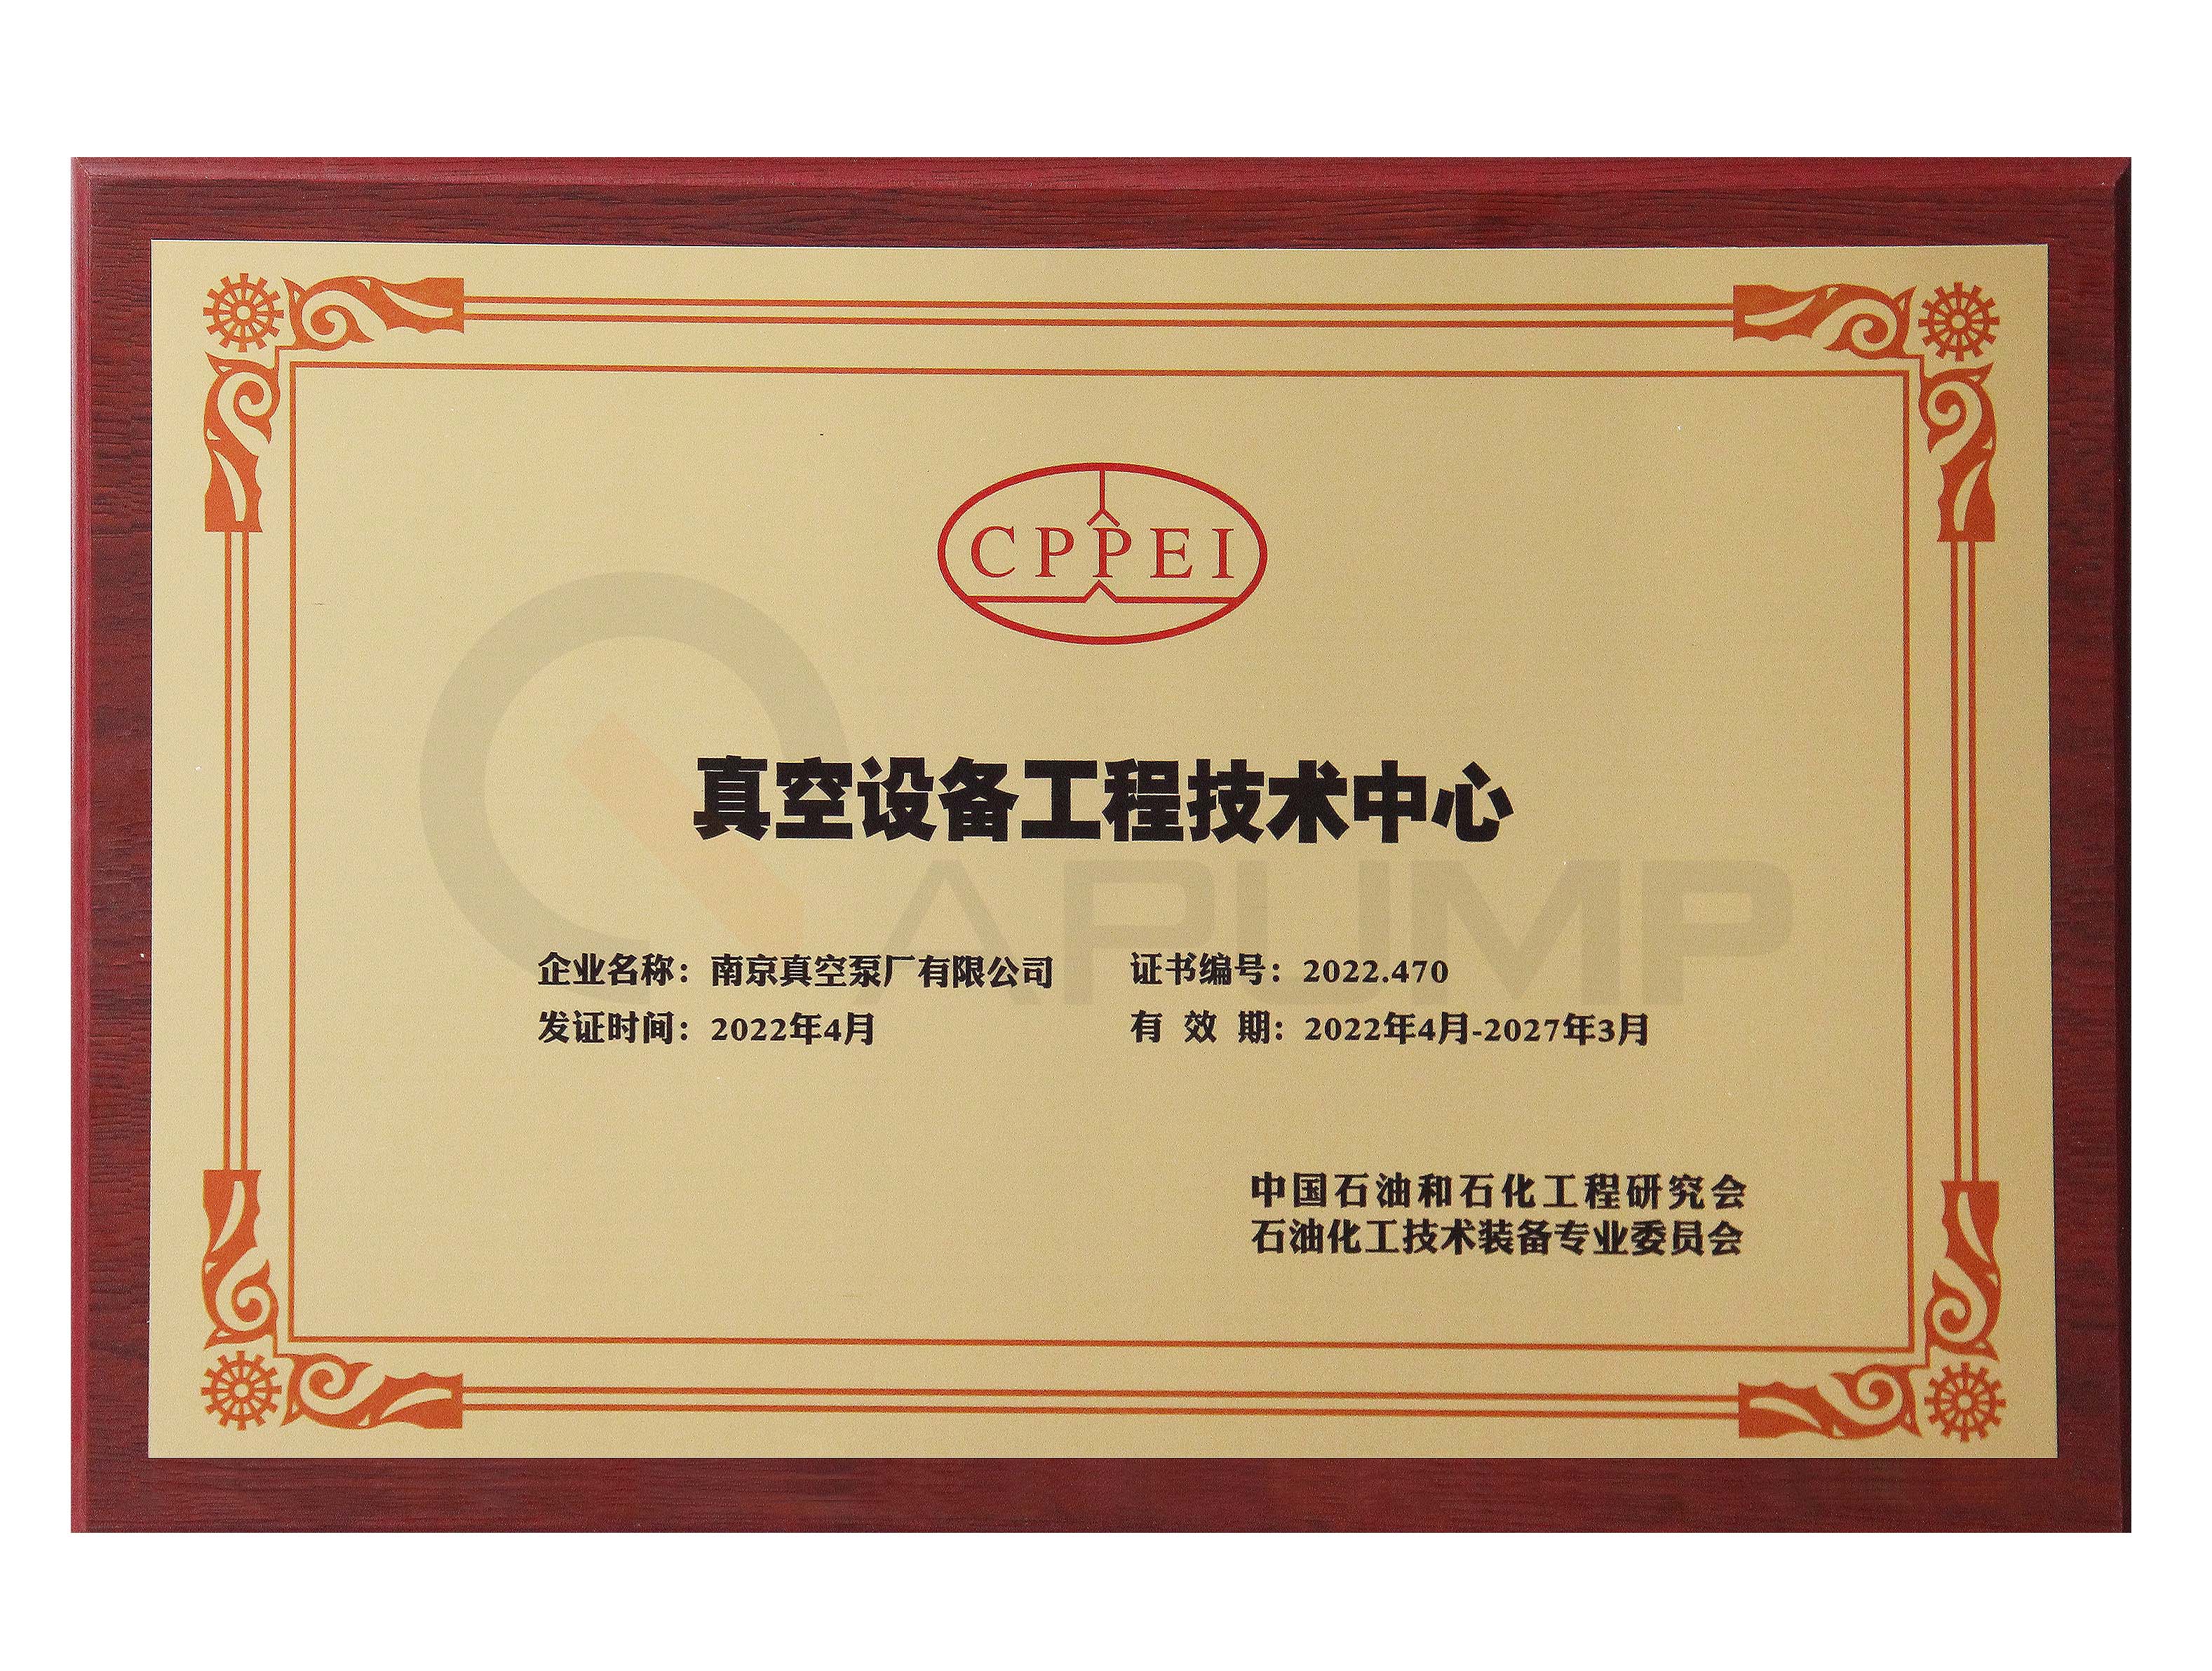 CPPEI
真空设备工程技术中心
QAPUMP
企业名称：南京真空泵厂有限公司 证书编号：2022.470
发证时间：2022年4月 有 效 期：2022年4月-2027年3月
中国石油和石化工程研究会
石油化工技术装备专业委员会